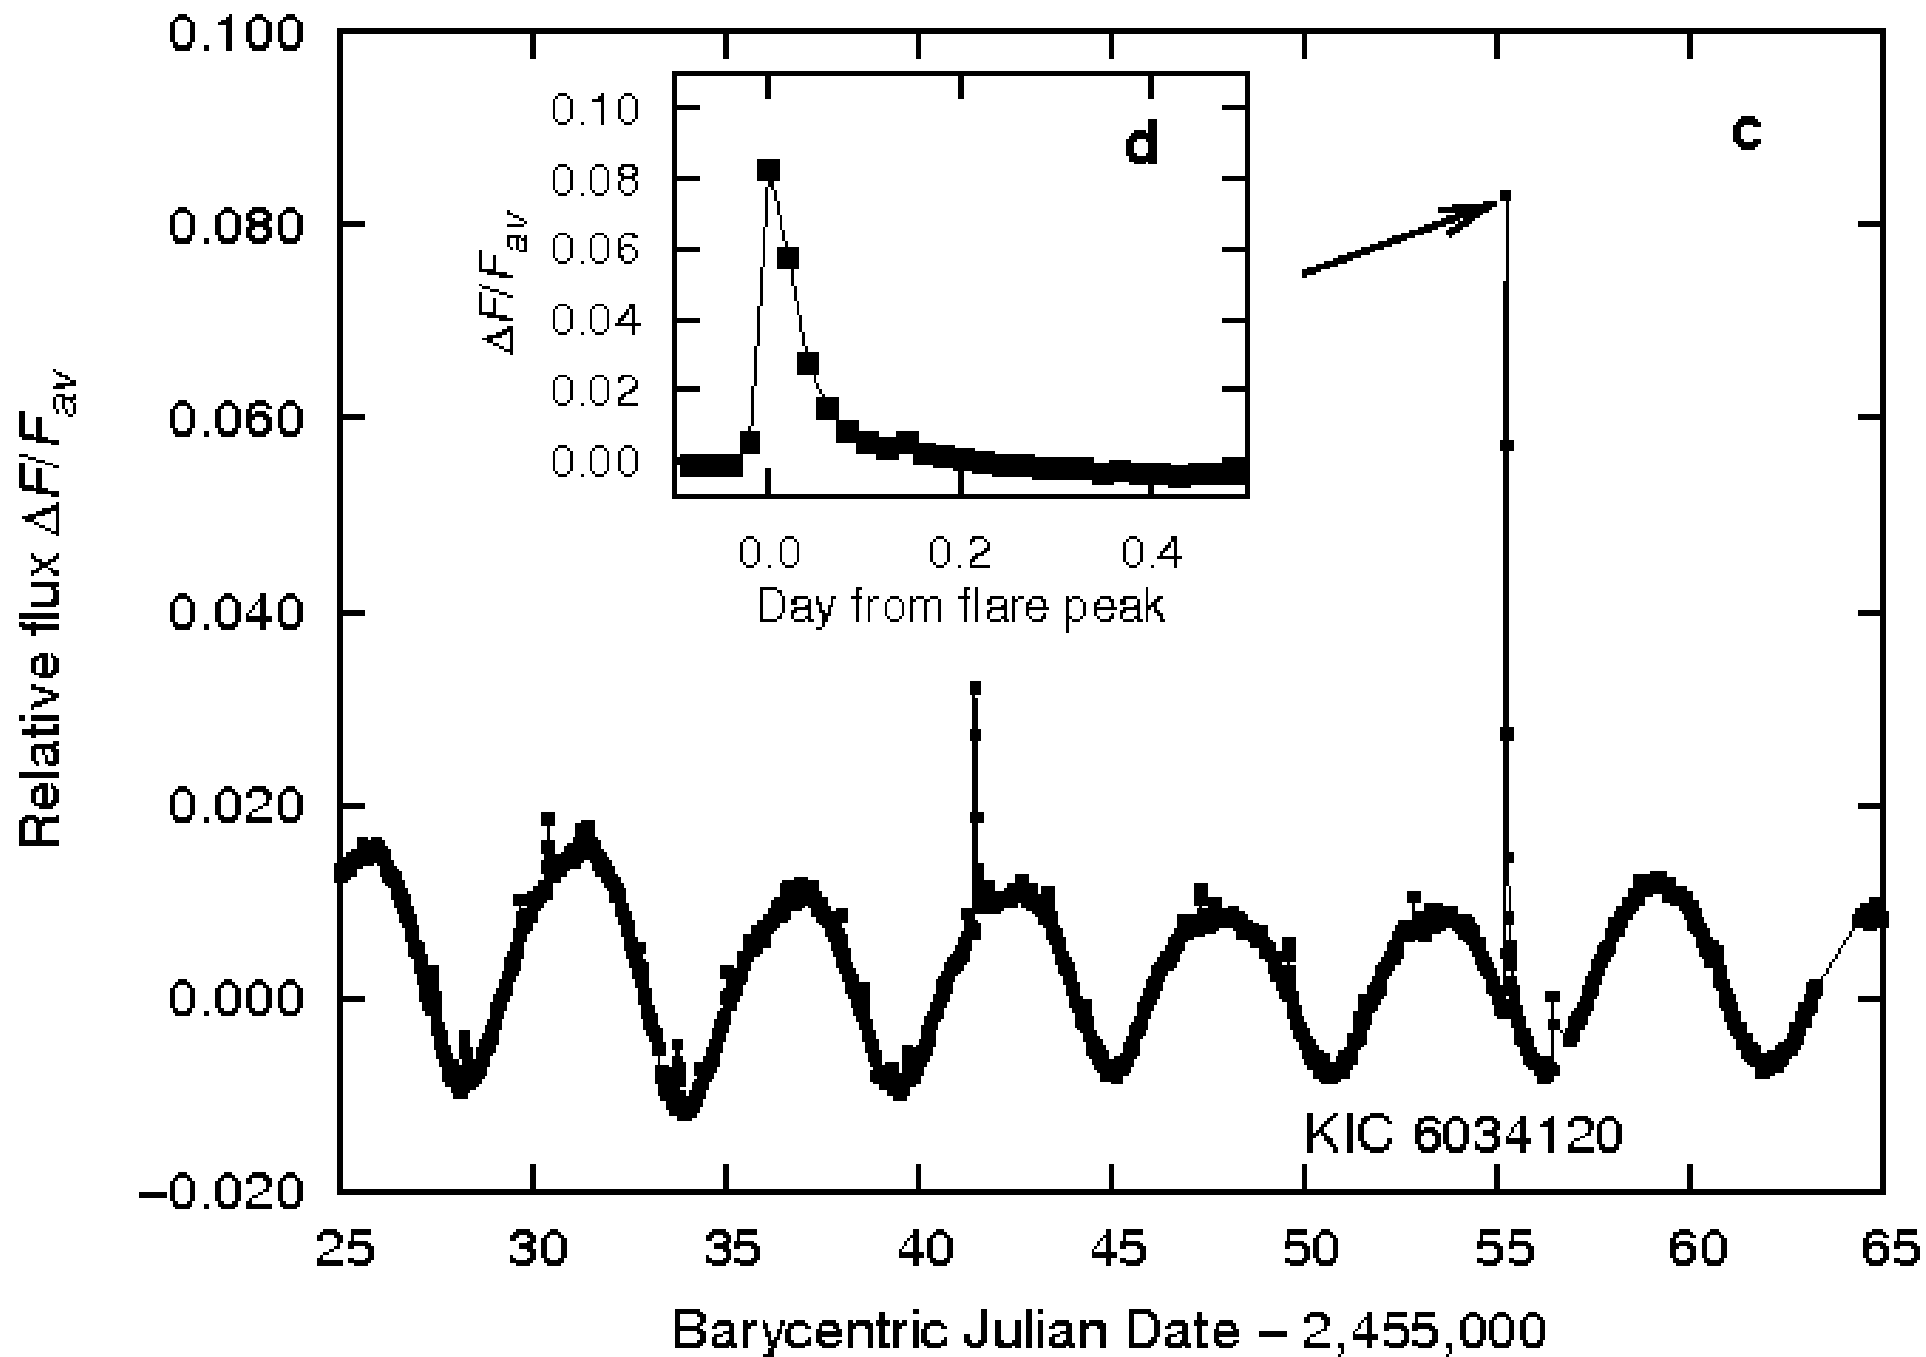 0.100
0.080
0.060
0.040
0.020
0.000
−0.020
Relative flux ΔF/Fav
25 30 35 40 45 50 55 60 65
Barycentric Julian Date − 2,455,000
c
KIC 6034120
d
0.10
0.08
0.06
0.04
0.02
0.00
ΔF/Fav
0.0 0.2 0.4
Day from flare peak